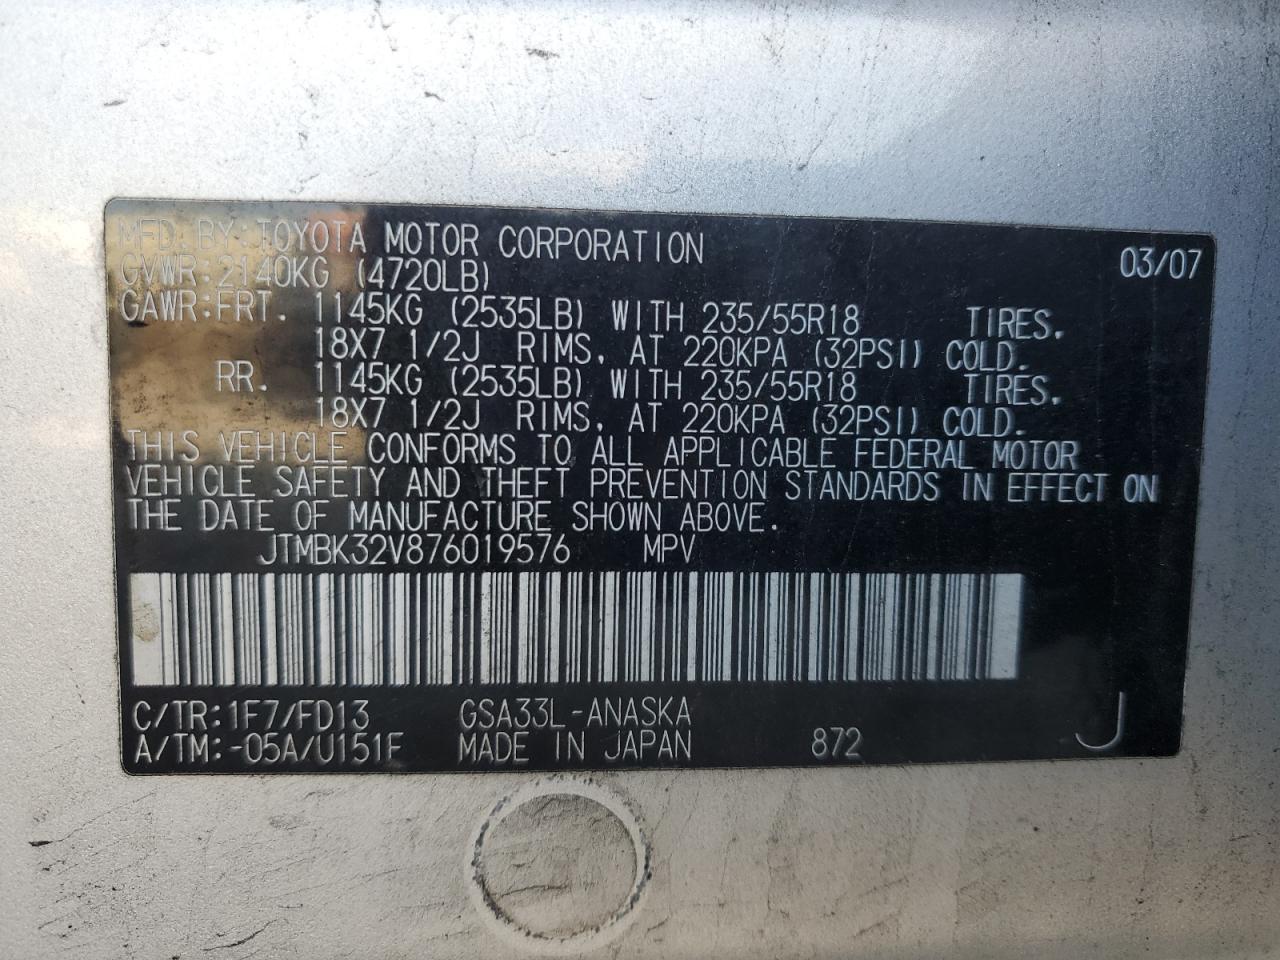 MFD. BY: TOYOTA MOTOR CORPORATION 03/07
GVWR: 2140KG (4720LB)
GAWR: FRT. 1145KG (2535LB) WITH 235/55R18 TIRES.
18X7 1/2J RIMS, AT 220KPA (32PSI) COLD.
RR. 1145KG (2535LB) WITH 235/55R18 TIRES.
18X7 1/2J RIMS, AT 220KPA (32PSI) COLD.
THIS VEHICLE CONFORMS TO ALL APPLICABLE FEDERAL MOTOR
VEHICLE SAFETY AND THEFT PREVENTION STANDARDS IN EFFECT ON
THE DATE OF MANUFACTURE SHOWN ABOVE.
JTMBK32V876019576 MPV
C/TR: 1F7/FD13 GSA33L-ANASKA
A/TM: -05A/U151F MADE IN JAPAN 872 J